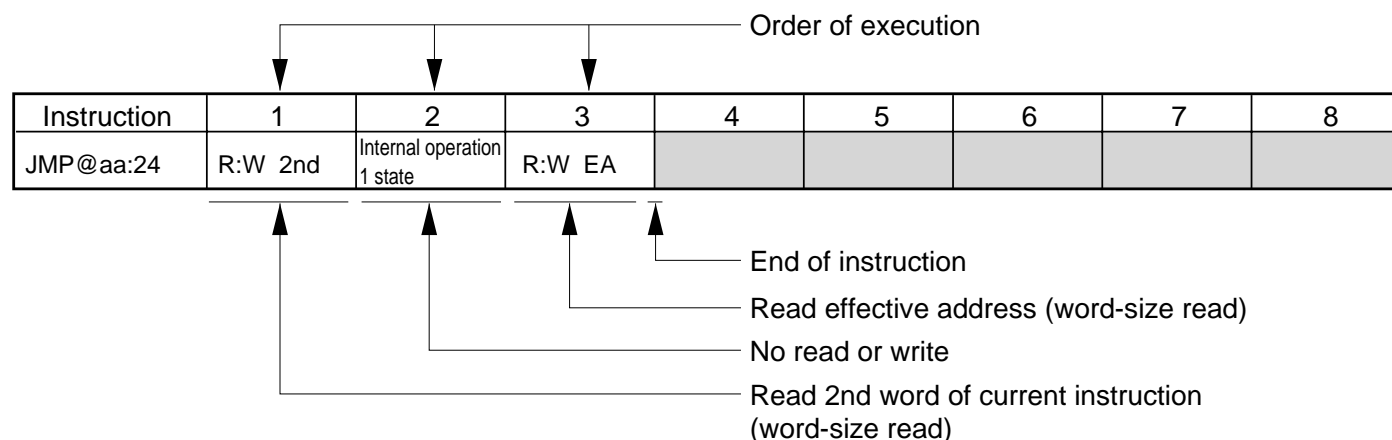 Order of execution
Instruction 1 2 3 4 5 6 7 8
JMP@aa:24 R:W 2nd Internal operation 1 state R:W EA
End of instruction
Read effective address (word-size read)
No read or write
Read 2nd word of current instruction
(word-size read)